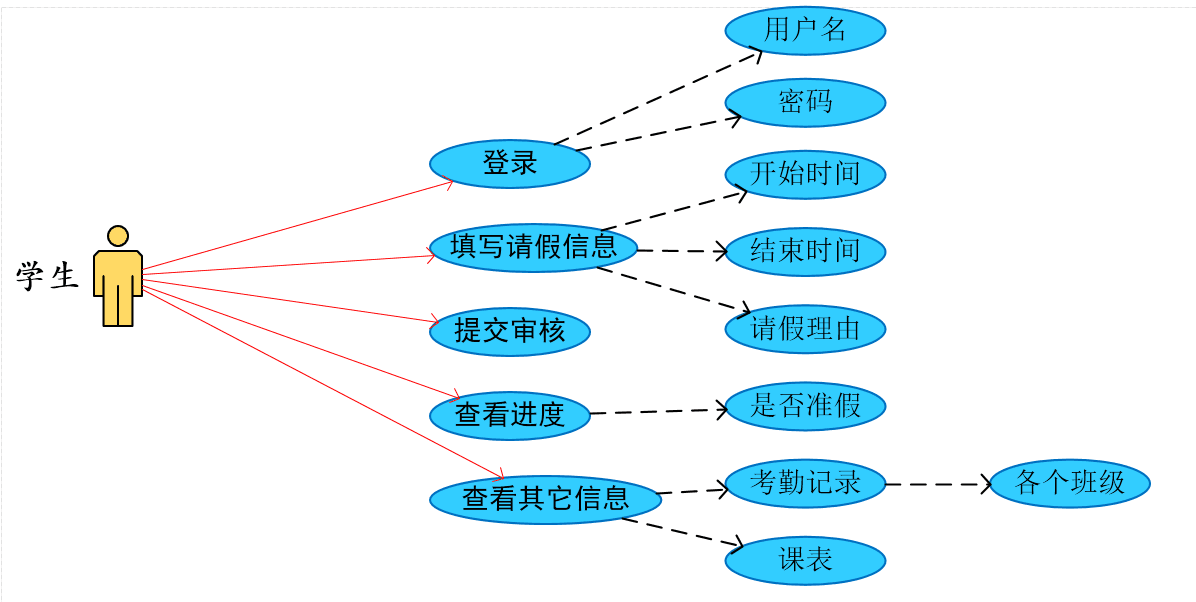 学生
登录
填写请假信息
提交审核
查看进度
查看其它信息
用户名
密码
开始时间
结束时间
请假理由
是否准假
考勤记录
课表
各个班级